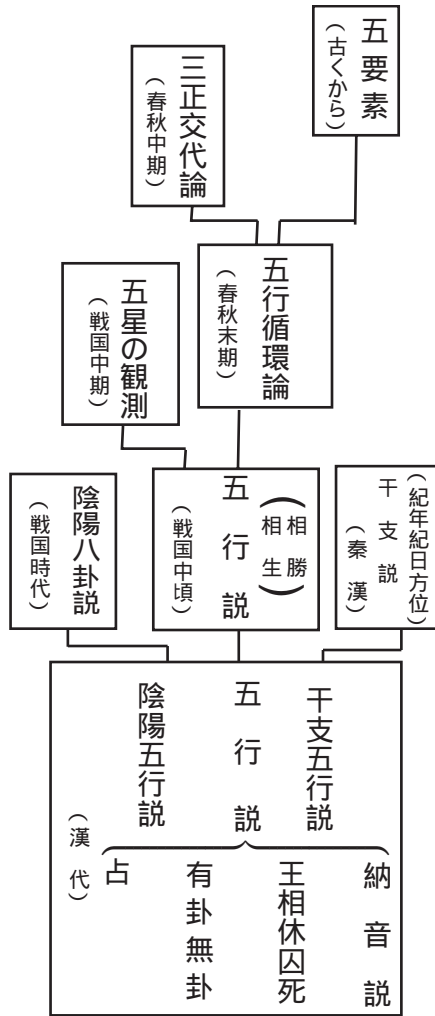 五要素
（古くから）
三正交代論
（春秋中期）
五行循環論
（春秋末期）
五星の観測
（戦国中期）
（紀年紀日方位）
干支説
（秦漢）
（相勝
相生）
五行説
（戦国中頃）
陰陽八卦説
（戦国時代）
干支五行説
五行説
陰陽五行説
納音説
王相休囚死
有卦無卦
占
（漢代）